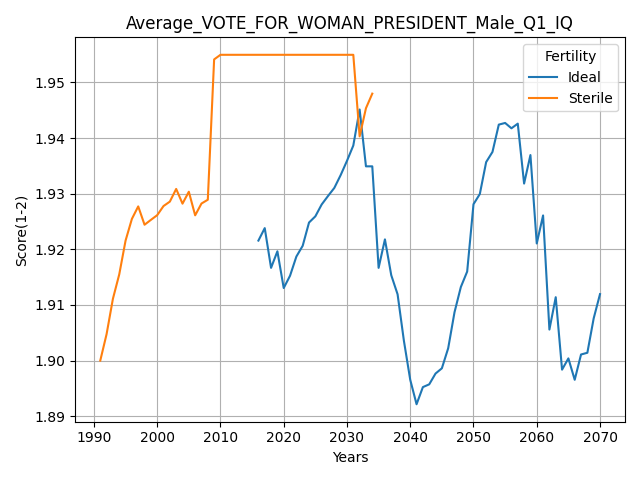 Average_VOTE_FOR_WOMAN_PRESIDENT_Male_Q1_IQ
Fertility
Ideal
Sterile
Score(1-2)
1.95
1.94
1.93
1.92
1.91
1.90
1.89
1990 2000 2010 2020 2030 2040 2050 2060 2070
Years